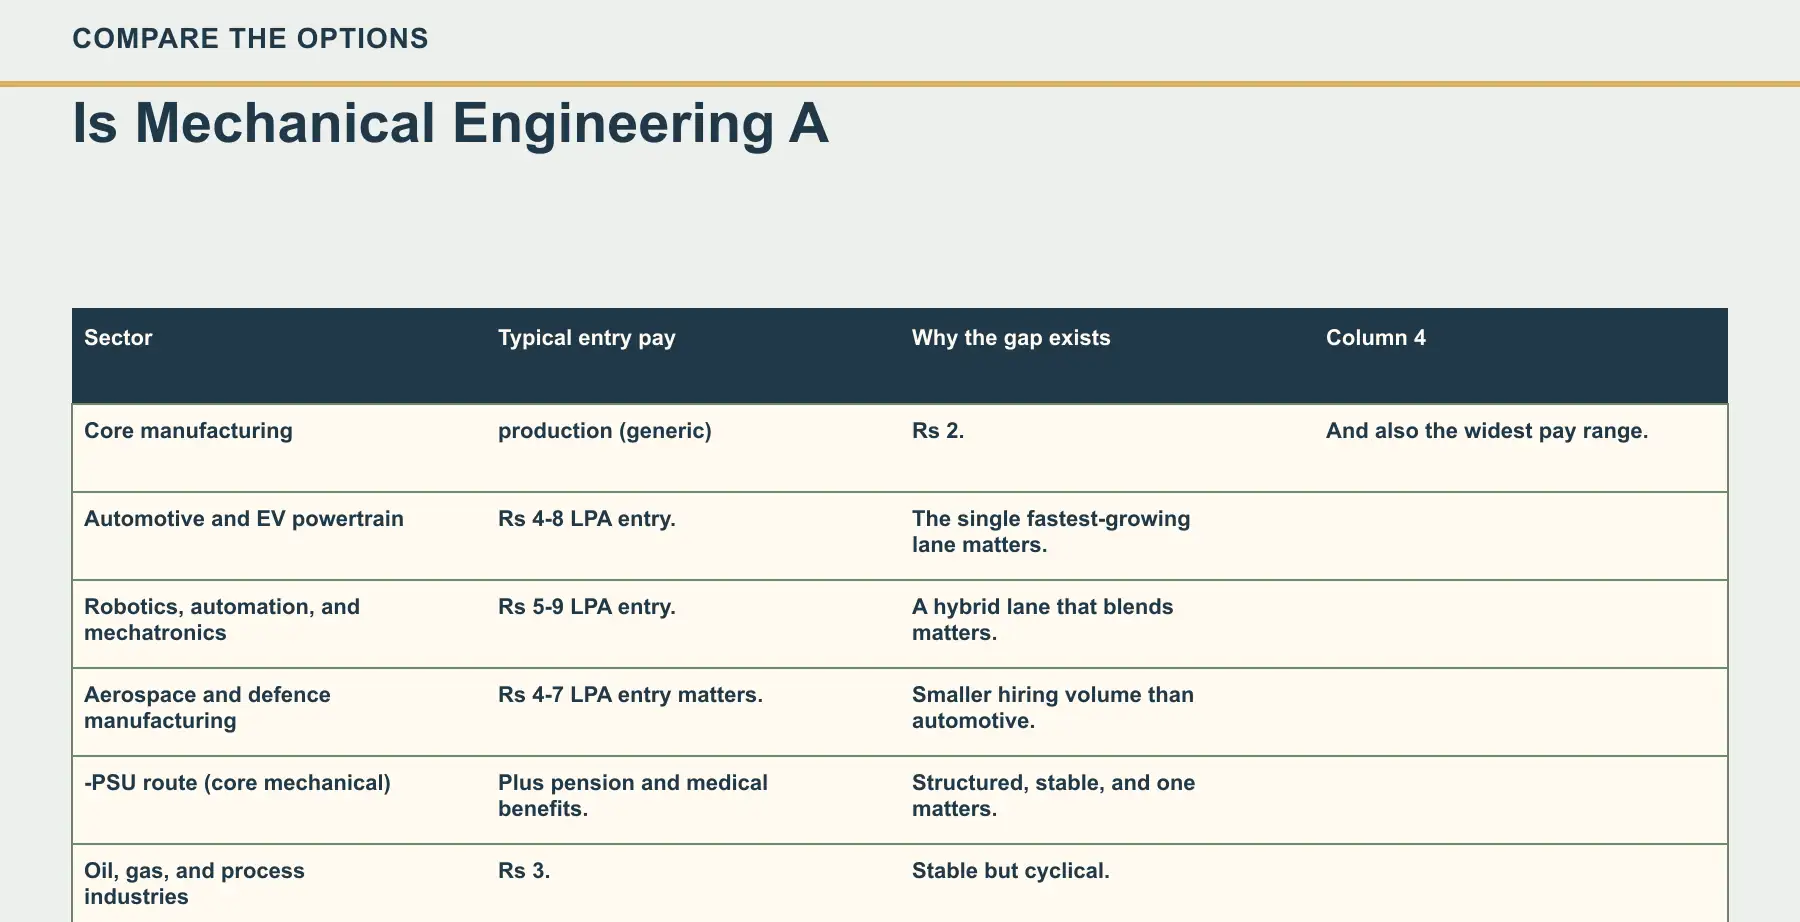 COMPARE THE OPTIONS
Is Mechanical Engineering A
Sector Typical entry pay Why the gap exists Column 4
Core manufacturing production (generic) Rs 2. And also the widest pay range.
Automotive and EV powertrain Rs 4-8 LPA entry. The single fastest-growing
lane matters.
Robotics, automation, and Rs 5-9 LPA entry. A hybrid lane that blends
mechatronics matters.
Aerospace and defence Rs 4-7 LPA entry matters. Smaller hiring volume than
manufacturing automotive.
-PSU route (core mechanical) Plus pension and medical Structured, stable, and one
benefits. matters.
Oil, gas, and process Rs 3. Stable but cyclical.
industries